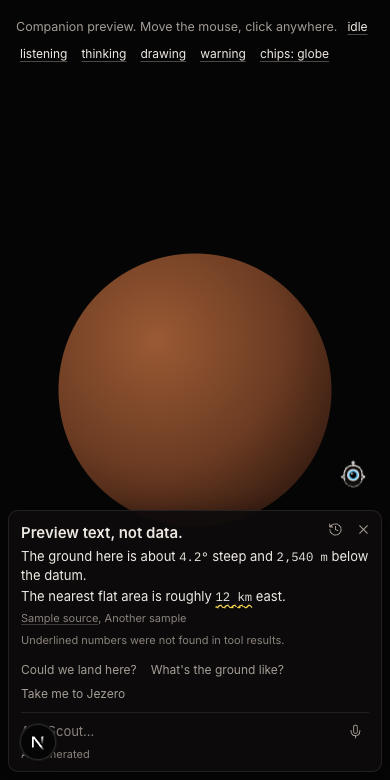 Companion preview. Move the mouse, click anywhere. idle
listening thinking drawing warning chips: globe
Preview text, not data.
The ground here is about 4.2° steep and 2,540 m below
the datum.
The nearest flat area is roughly 12 km east.
Sample source, Another sample
Underlined numbers were not found in tool results.
Could we land here? What's the ground like?
Take me to Jezero
Scout...
N